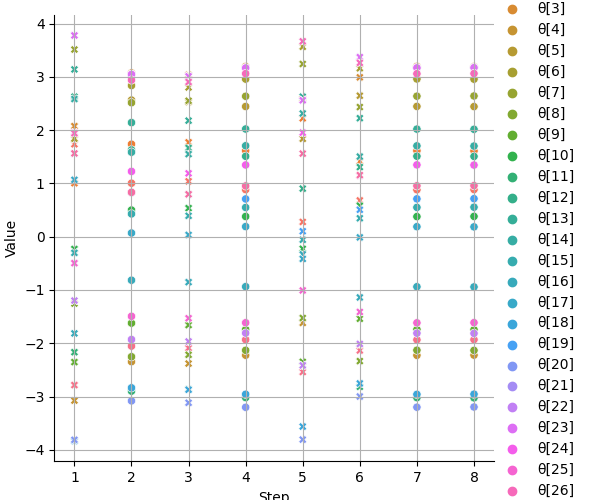 4
3
2
1
0
−1
−2
−3
−4
Value
1 2 3 4 5 6 7 8
Step
θ[3]
θ[4]
θ[5]
θ[6]
θ[7]
θ[8]
θ[9]
θ[10]
θ[11]
θ[12]
θ[13]
θ[14]
θ[15]
θ[16]
θ[17]
θ[18]
θ[19]
θ[20]
θ[21]
θ[22]
θ[23]
θ[24]
θ[25]
θ[26]